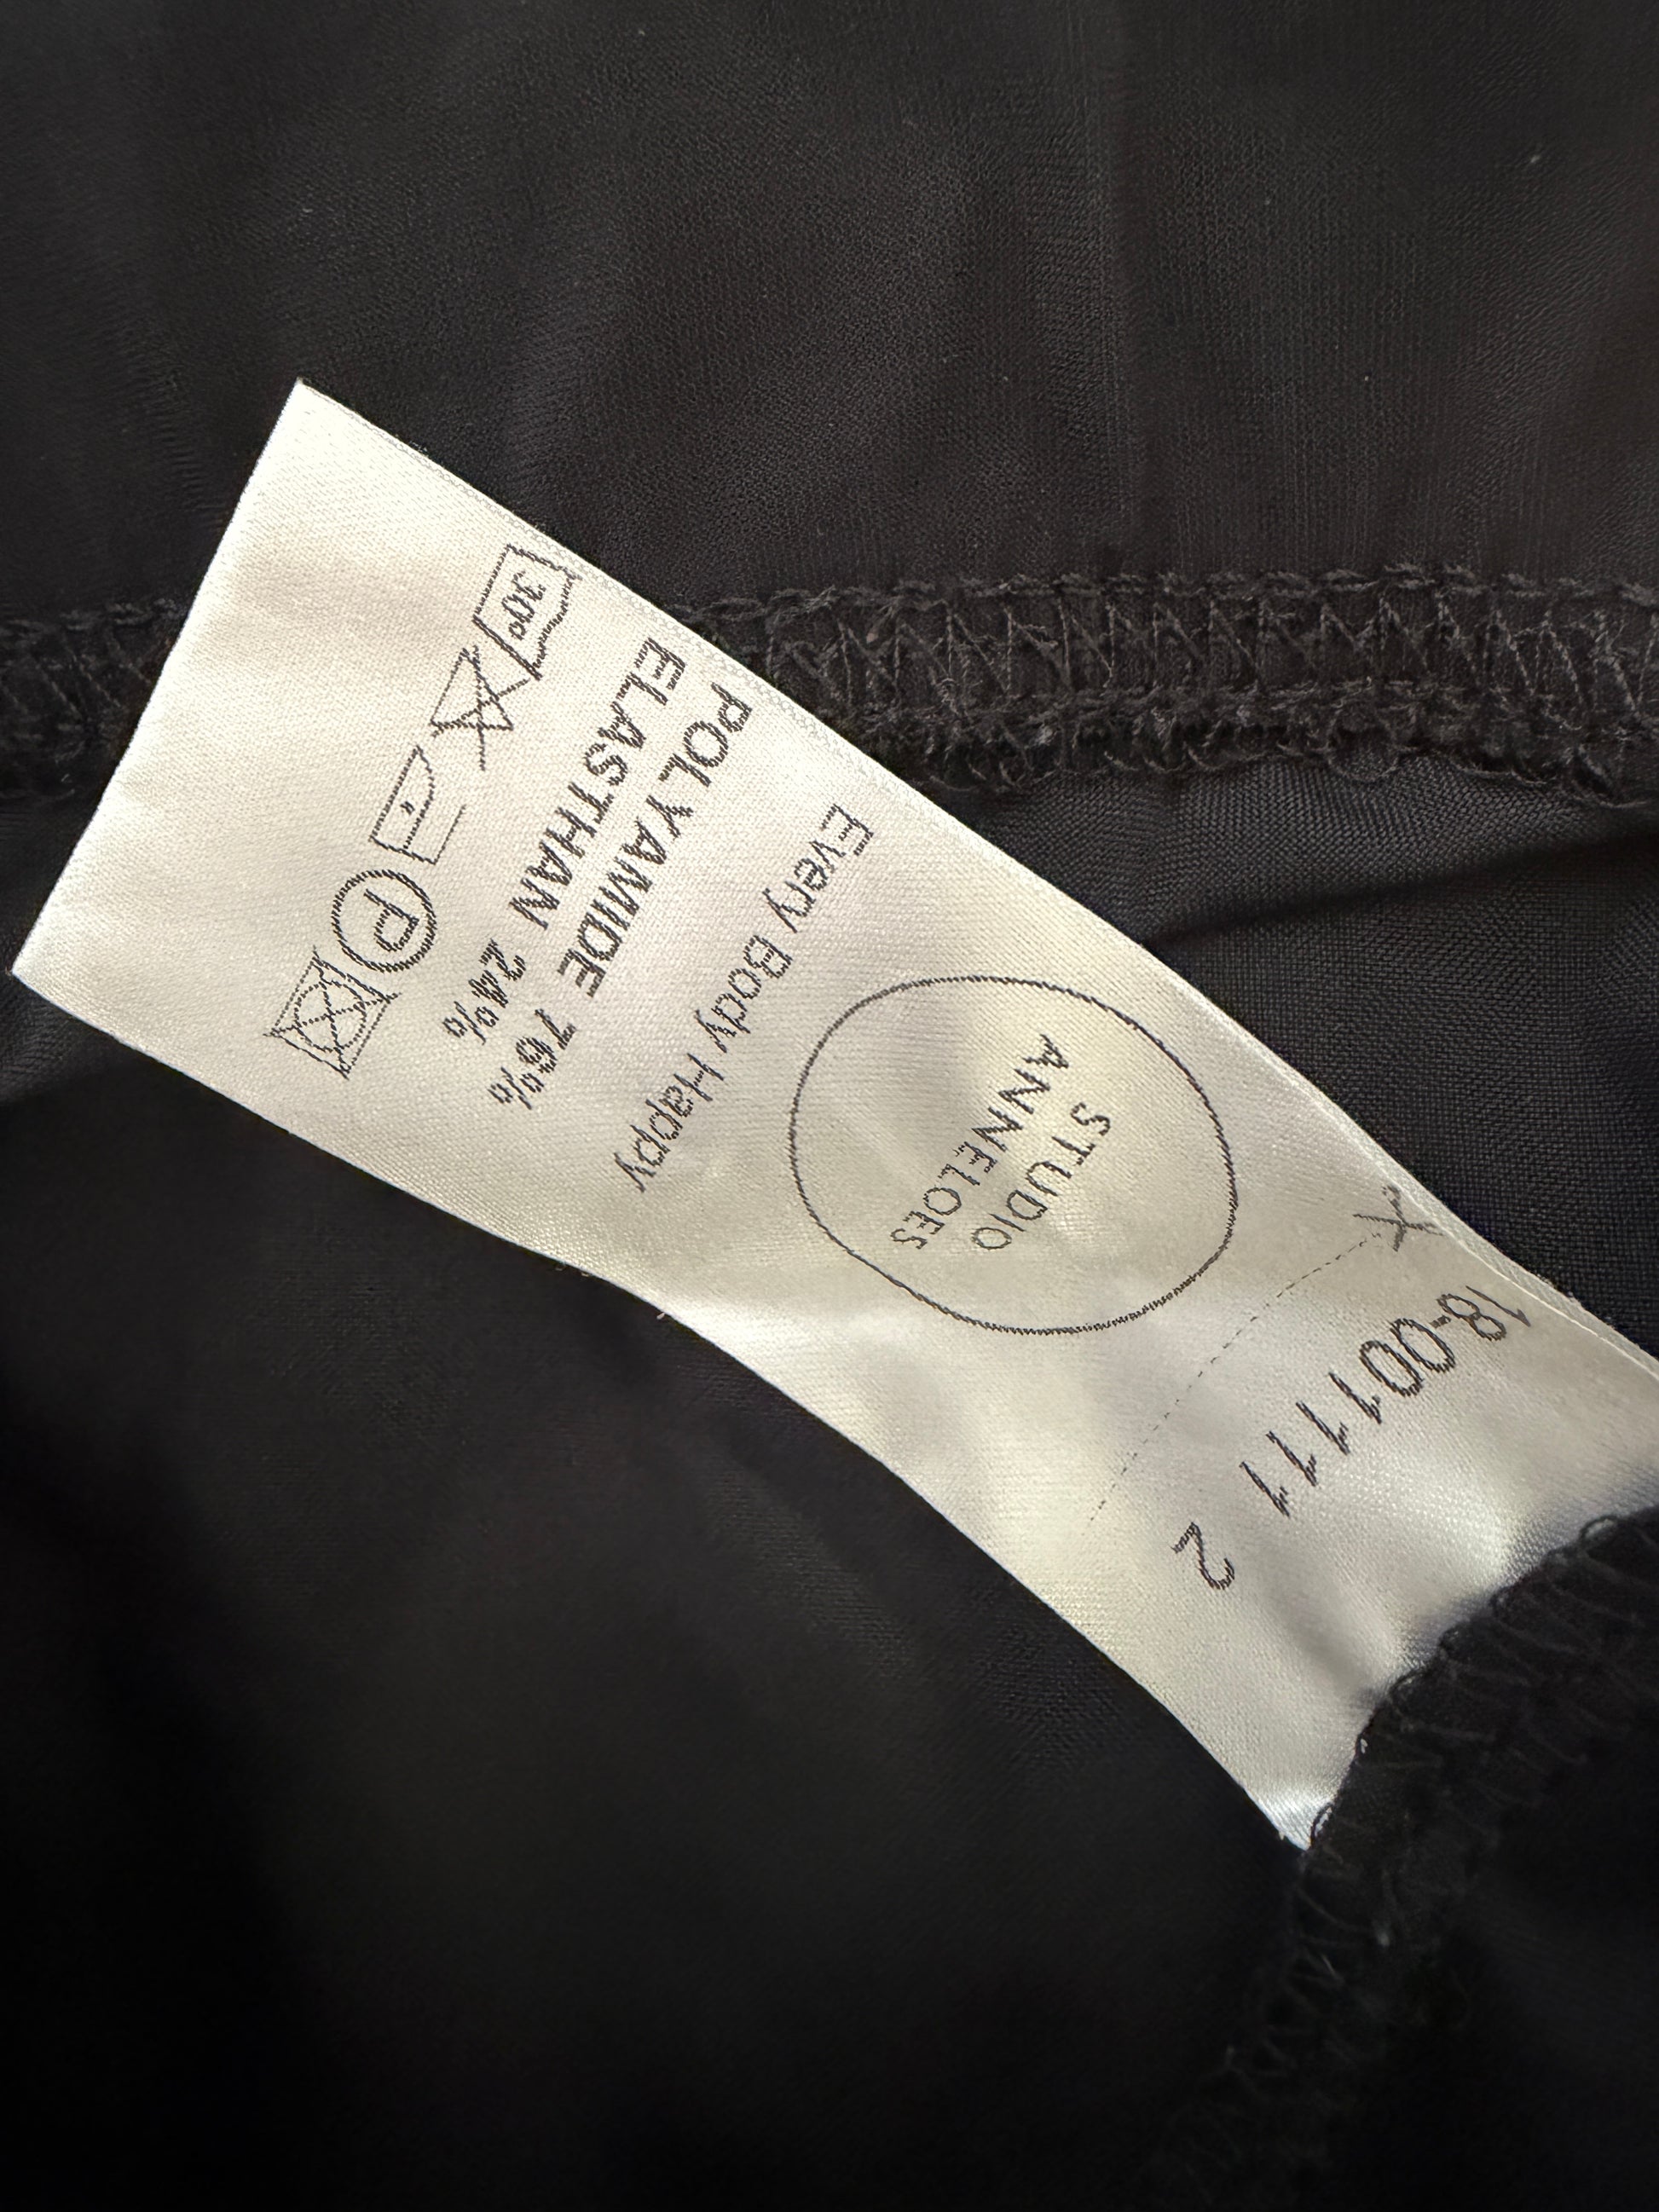 18-00111 2
STUDIO
ANNELOES
Every Body Happy
POLYAMIDE 76%
ELASTHAN 24%
30°
P